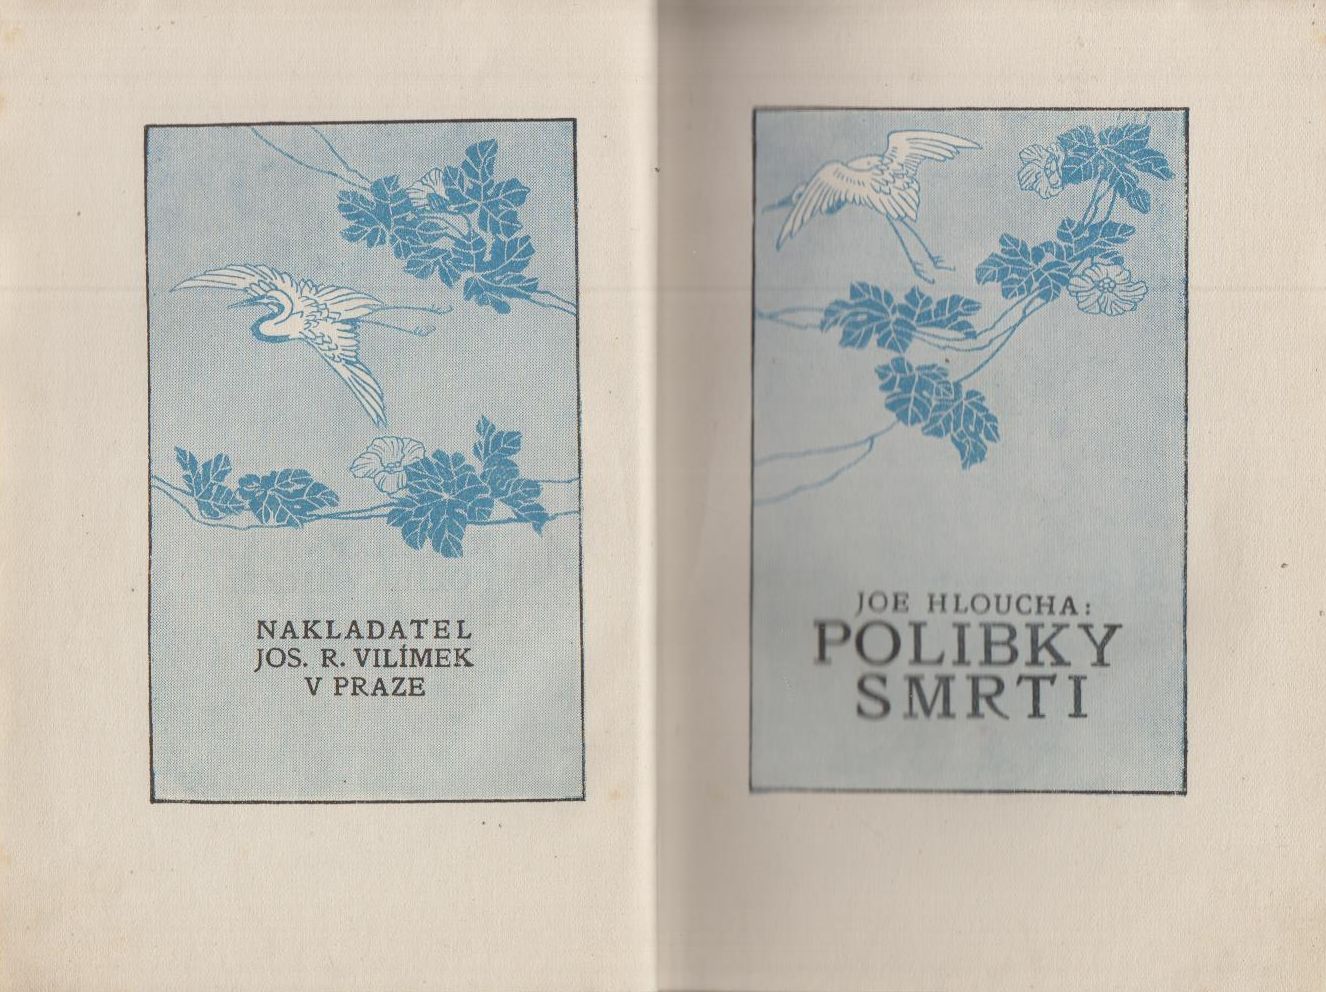 NAKLADATEL
JOS. R. VILÍMEK
V PRAZE
JOE HLOUCHA:
POLIBKY
SMRTI